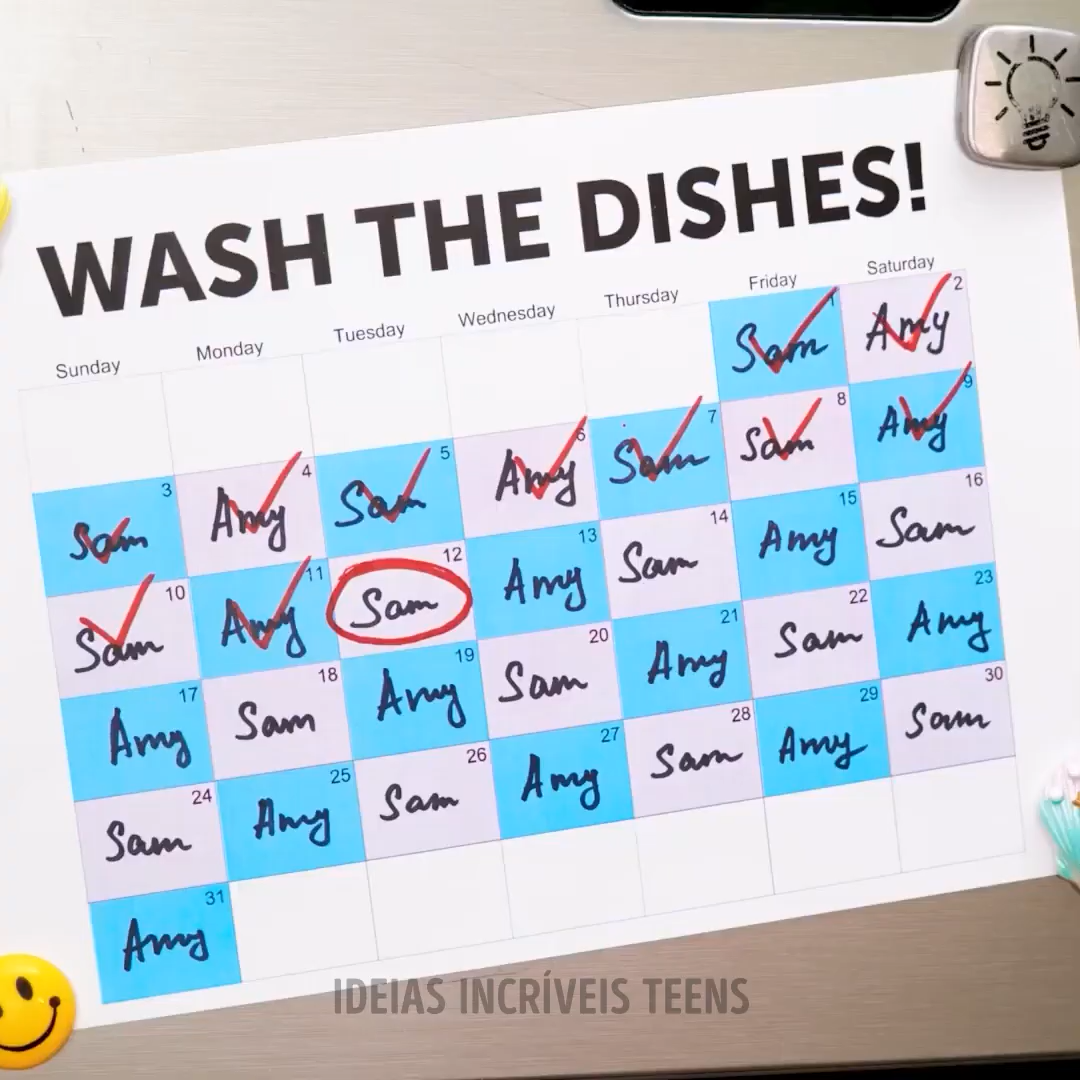 WASH THE DISHES!
Sunday Monday Tuesday Wednesday Thursday Friday Saturday
1 2
Sam Amy
3 4 5 6 7 8 9
Sam Amy Sam Amy Sam Sam Amy
10 11 12 13 14 15 16
Sam Amy Sam Amy Sam Amy Sam
17 18 19 20 21 22 23
Amy Sam Amy Sam Amy Sam Amy
24 25 26 27 28 29 30
Sam Amy Sam Amy Sam Amy Sam
31
Amy
IDEIAS INCRÍVEIS TEENS